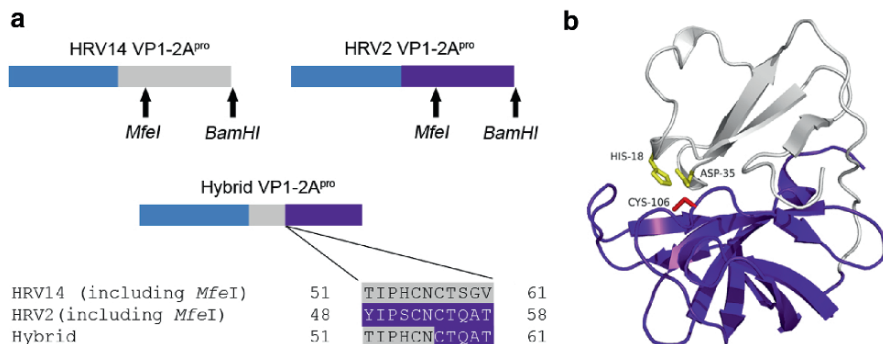 a
HRV14 VP1-2Apro
HRV2 VP1-2Apro
MfeI
BamHI
MfeI
BamHI
Hybrid VP1-2Apro
HRV14 (including MfeI) 51 TIPHCNCTSGV 61
HRV2(including MfeI) 48 YIPSCNCTQAT 58
Hybrid 51 TIPHCNCTQAT 61
b
HIS-18
ASP-35
CYS-106